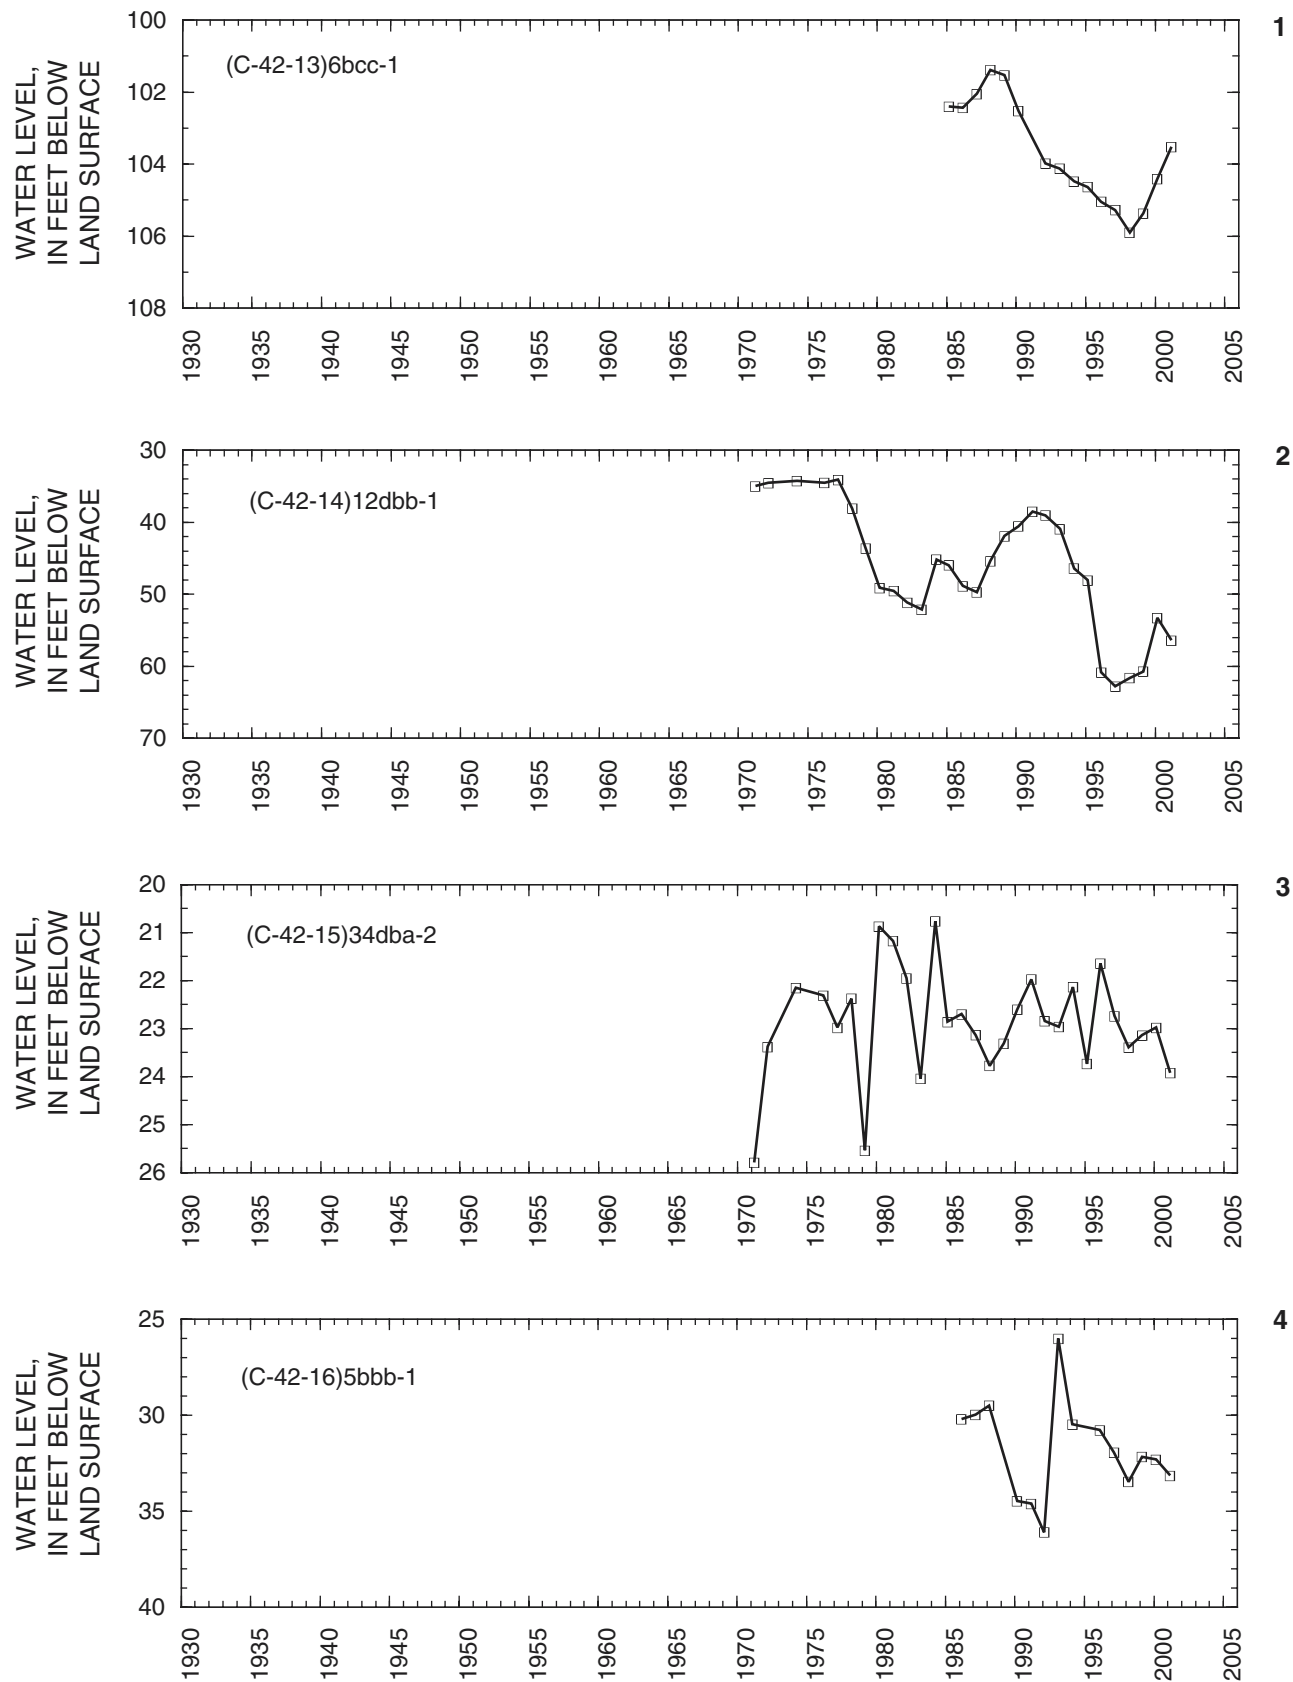 1
WATER LEVEL,
IN FEET BELOW
LAND SURFACE
(C-42-13)6bcc-1
100
102
104
106
108
1930 1935 1940 1945 1950 1955 1960 1965 1970 1975 1980 1985 1990 1995 2000 2005
2
WATER LEVEL,
IN FEET BELOW
LAND SURFACE
(C-42-14)12dbb-1
30
40
50
60
70
1930 1935 1940 1945 1950 1955 1960 1965 1970 1975 1980 1985 1990 1995 2000 2005
3
WATER LEVEL,
IN FEET BELOW
LAND SURFACE
(C-42-15)34dba-2
20
21
22
23
24
25
26
1930 1935 1940 1945 1950 1955 1960 1965 1970 1975 1980 1985 1990 1995 2000 2005
4
WATER LEVEL,
IN FEET BELOW
LAND SURFACE
(C-42-16)5bbb-1
25
30
35
40
1930 1935 1940 1945 1950 1955 1960 1965 1970 1975 1980 1985 1990 1995 2000 2005